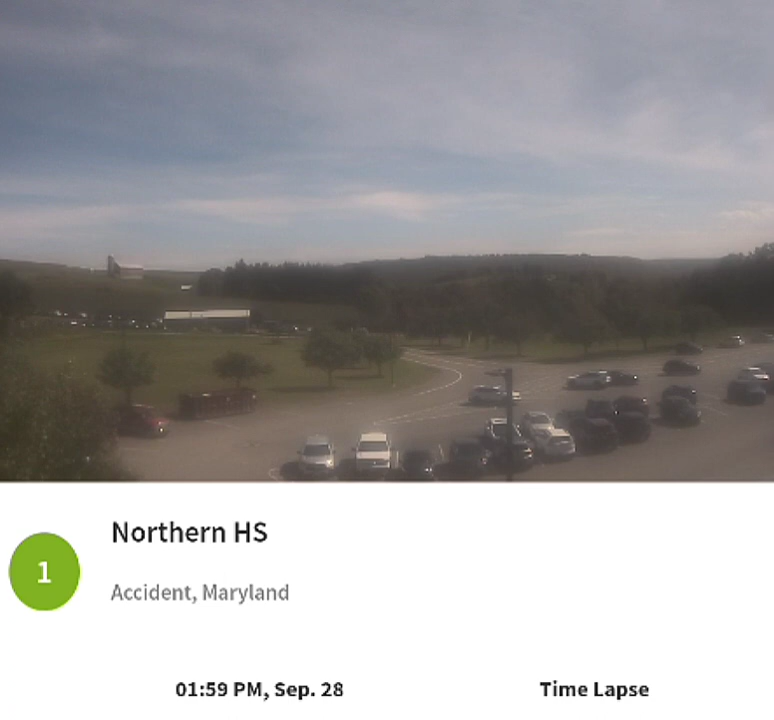 Northern HS
1
Accident, Maryland
01:59 PM, Sep. 28
Time Lapse